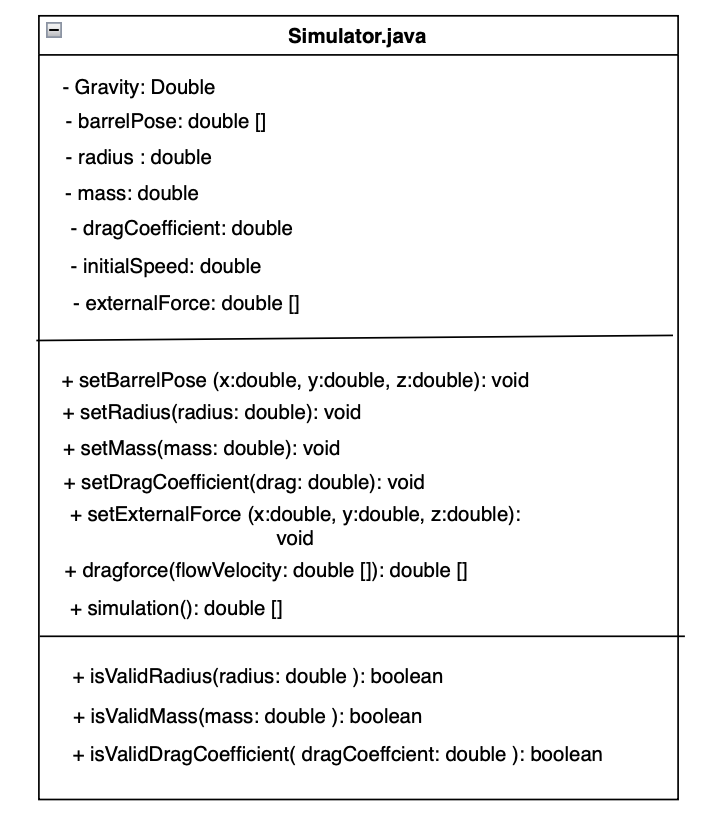 Simulator.java
- Gravity: Double
- barrelPose: double []
- radius : double
- mass: double
- dragCoefficient: double
- initialSpeed: double
- externalForce: double []
+ setBarrelPose (x:double, y:double, z:double): void
+ setRadius(radius: double): void
+ setMass(mass: double): void
+ setDragCoefficient(drag: double): void
+ setExternalForce (x:double, y:double, z:double):
void
+ dragforce(flowVelocity: double []): double []
+ simulation(): double []
+ isValidRadius(radius: double ): boolean
+ isValidMass(mass: double ): boolean
+ isValidDragCoefficient( dragCoeffcient: double ): boolean